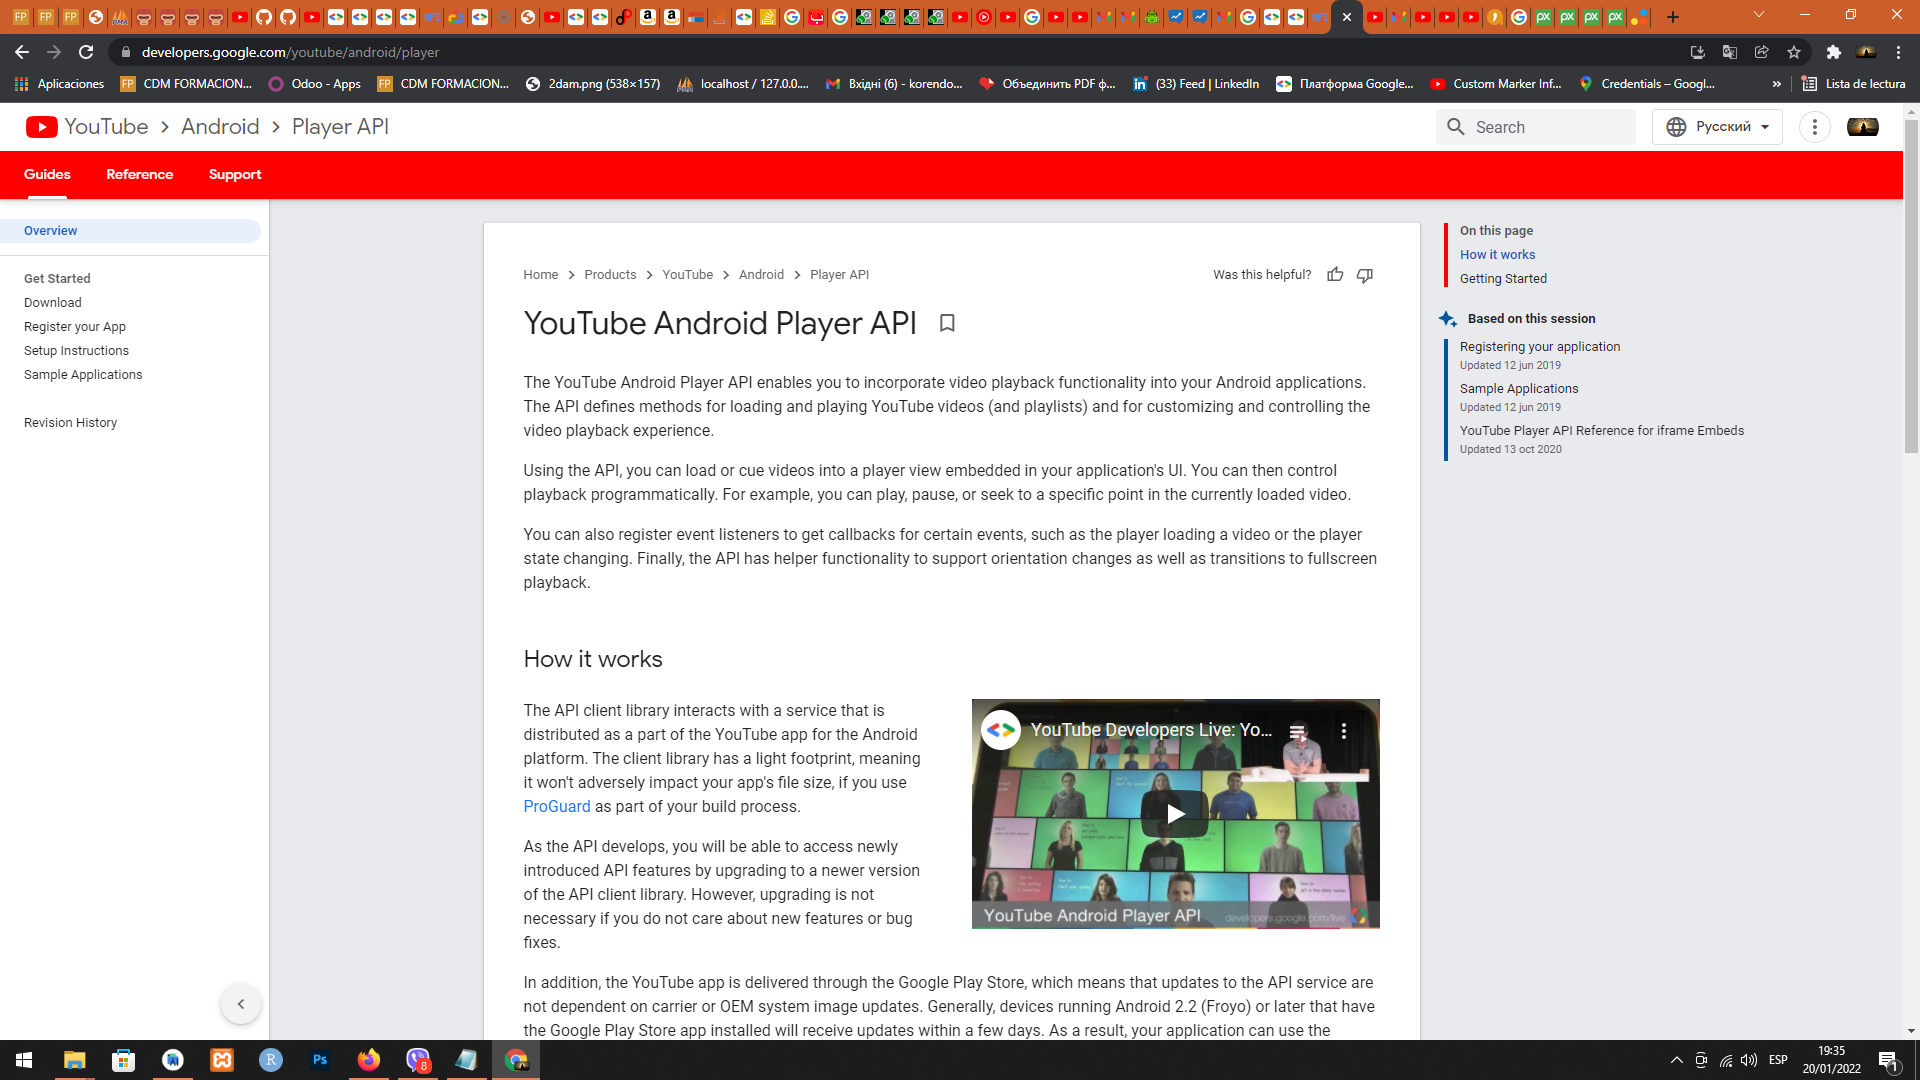 developers.google.com/youtube/android/player
Aplicaciones
CDM FORMACION...
Odoo - Apps
CDM FORMACION...
2dam.png (538×157)
localhost / 127.0.0....
Вхідні (6) - korendo...
Объединить PDF ф...
(33) Feed | LinkedIn
Платформа Google...
Custom Marker Inf...
Credentials – Googl...
»
Lista de lectura
YouTube > Android > Player API
Search
Русский
Guides
Reference
Support
Overview
Get Started
Download
Register your App
Setup Instructions
Sample Applications
Revision History
Home > Products > YouTube > Android > Player API
Was this helpful?
YouTube Android Player API
The YouTube Android Player API enables you to incorporate video playback functionality into your Android applications.
The API defines methods for loading and playing YouTube videos (and playlists) and for customizing and controlling the
video playback experience.
Using the API, you can load or cue videos into a player view embedded in your application's UI. You can then control
playback programmatically. For example, you can play, pause, or seek to a specific point in the currently loaded video.
You can also register event listeners to get callbacks for certain events, such as the player loading a video or the player
state changing. Finally, the API has helper functionality to support orientation changes as well as transitions to fullscreen
playback.
How it works
The API client library interacts with a service that is
distributed as a part of the YouTube app for the Android
platform. The client library has a light footprint, meaning
it won't adversely impact your app's file size, if you use
ProGuard as part of your build process.
As the API develops, you will be able to access newly
introduced API features by upgrading to a newer version
of the API client library. However, upgrading is not
necessary if you do not care about new features or bug
fixes.
YouTube Developers Live: Yo...
YouTube Android Player API
developers.google.com/live
In addition, the YouTube app is delivered through the Google Play Store, which means that updates to the API service are
not dependent on carrier or OEM system image updates. Generally, devices running Android 2.2 (Froyo) or later that have
the Google Play Store app installed will receive updates within a few days. As a result, your application can use the
On this page
How it works
Getting Started
Based on this session
Registering your application
Updated 12 jun 2019
Sample Applications
Updated 12 jun 2019
YouTube Player API Reference for iframe Embeds
Updated 13 oct 2020
8
ESP
19:35
20/01/2022
1